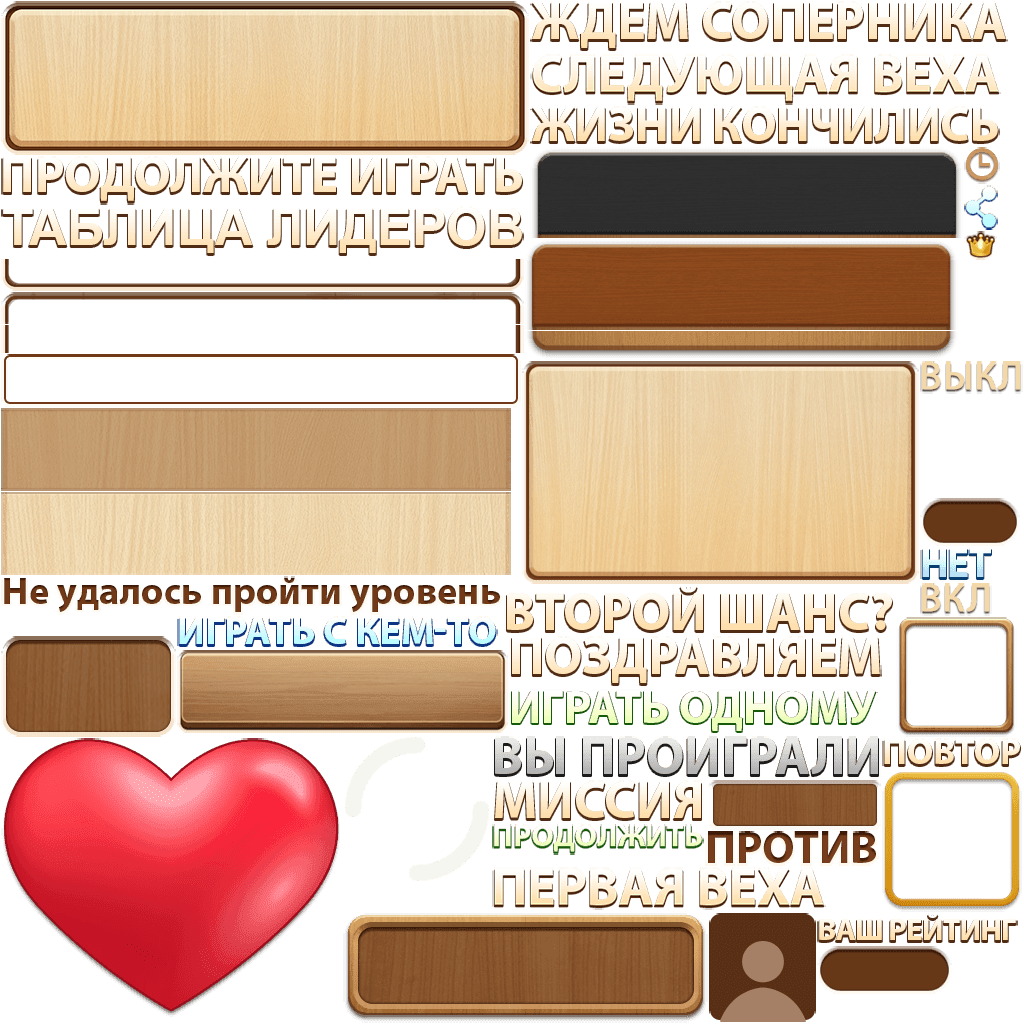 ЖДЕМ СОПЕРНИКА
СЛЕДУЮЩАЯ ВЕХА
ЖИЗНИ КОНЧИЛИСЬ
ПРОДОЛЖИТЕ ИГРАТЬ
ТАБЛИЦА ЛИДЕРОВ
ВЫКЛ
НЕТ
ВКЛ
Не удалось пройти уровень
ИГРАТЬ С КЕМ-ТО
ВТОРОЙ ШАНС?
ПОЗДРАВЛЯЕМ
ИГРАТЬ ОДНОМУ
ВЫ ПРОИГРАЛИ
ПОВТОР
МИССИЯ
ПРОДОЛЖИТЬ
ПРОТИВ
ПЕРВАЯ ВЕХА
ВАШ РЕЙТИНГ